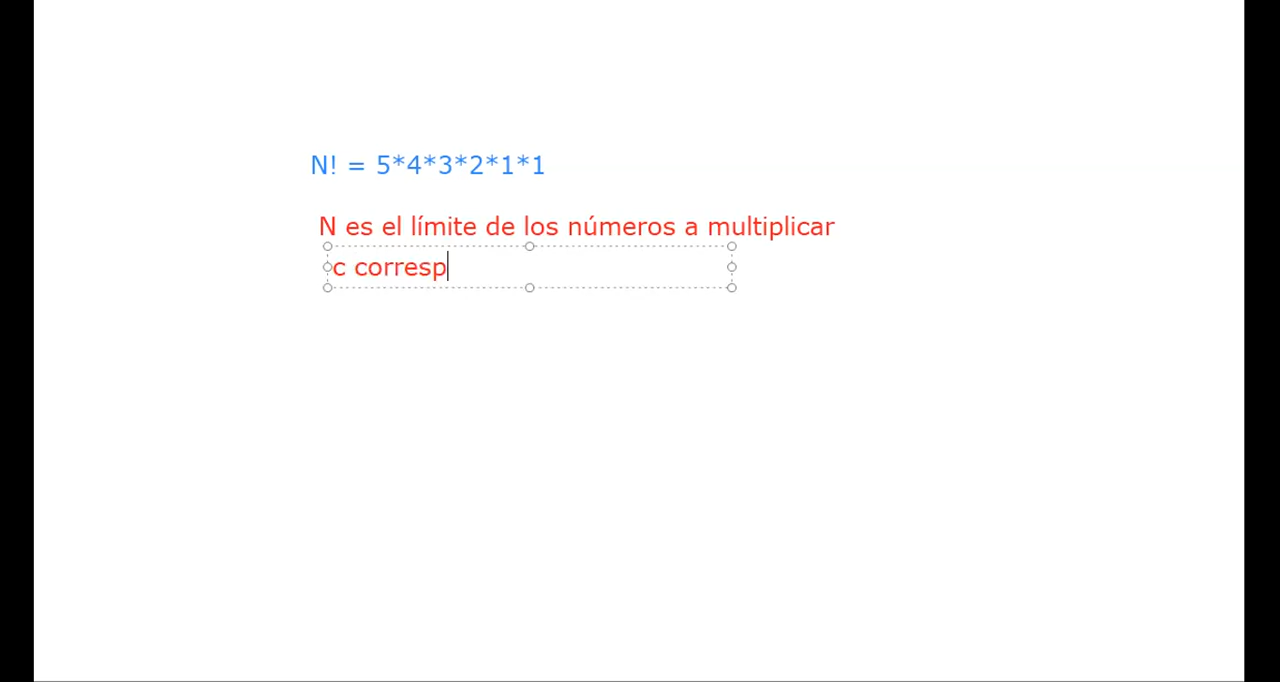 N! = 5*4*3*2*1*1
N es el límite de los números a multiplicar
c corresp